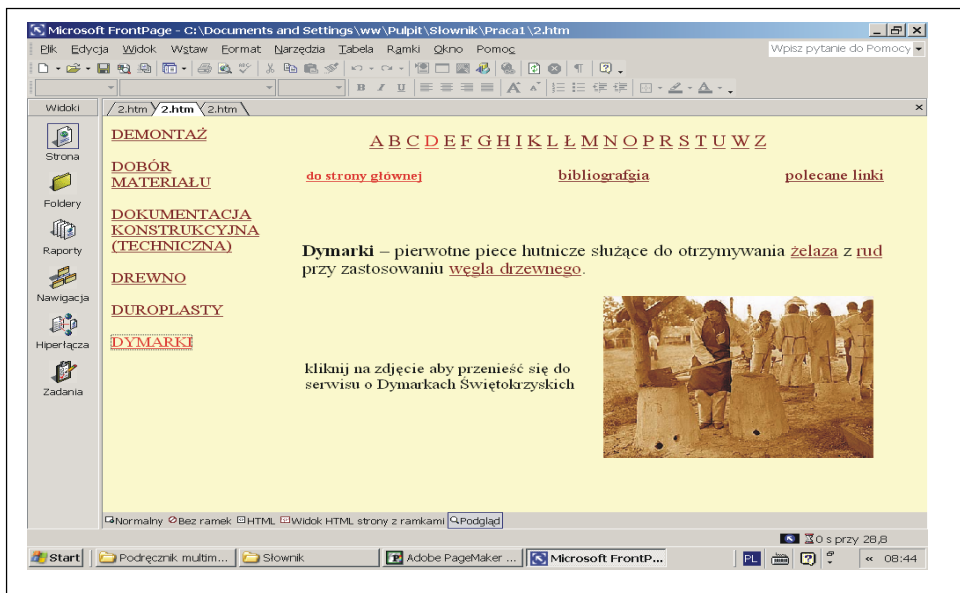 Microsoft FrontPage - C:\Documents and Settings\ww\Pulpit\Słownik\Praca1\2.htm
Plik Edycja Widok Wstaw Format Narzędzia Tabela Ramki Okno Pomoc
Wpisz pytanie do Pomocy
Widoki
2.htm 2.htm 2.htm
Strona
Foldery
Raporty
Nawigacja
Hiperłącza
Zadania
DEMONTAŻ
DOBÓR
MATERIAŁU
DOKUMENTACJA
KONSTRUKCYJNA
(TECHNICZNA)
DREWNO
DUROPLASTY
DYMARKI
A B C D E F G H I K L Ł M N O P R S T U W Z
do strony głównej bibliografgia polecane linki
Dymarki – pierwotne piece hutnicze służące do otrzymywania żelaza z rud
przy zastosowaniu węgla drzewnego.
kliknij na zdjęcie aby przenieść się do
serwisu o Dymarkach Świętokrzyskich
Normalny Bez ramek HTML Widok HTML strony z ramkami Podgląd
0 s przy 28,8
Start Podręcznik multim... Słownik Adobe PageMaker ... Microsoft FrontP... PL « 08:44